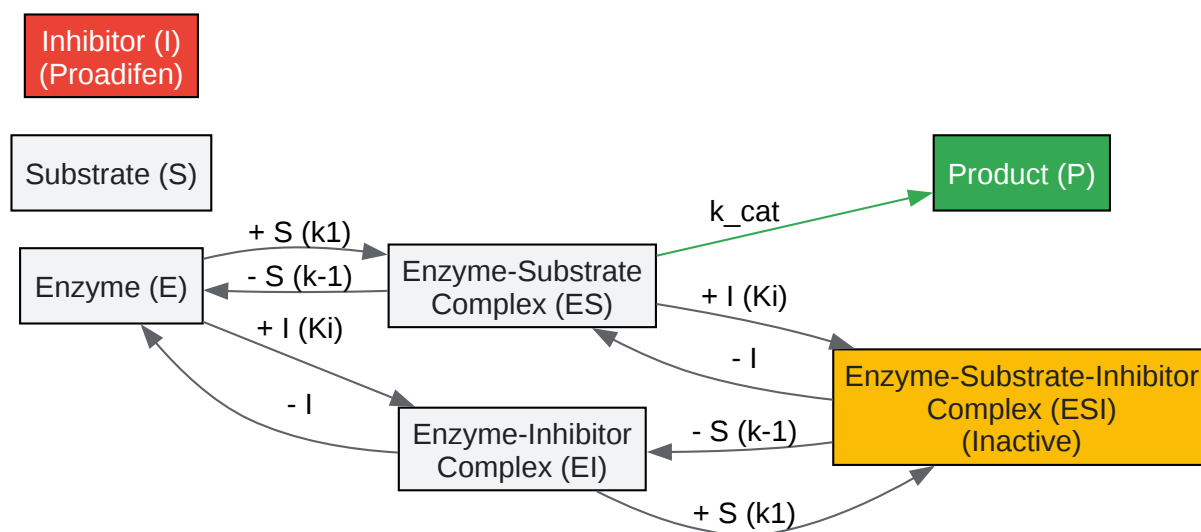 Inhibitor (I)
(Proadifen)
Substrate (S)
Product (P)
k_cat
+ S (k1)
Enzyme (E)
- S (k-1)
Enzyme-Substrate
Complex (ES)
+ I (Ki)
+ I (Ki)
- I
Enzyme-Substrate-Inhibitor
Complex (ESI)
(Inactive)
- I
Enzyme-Inhibitor
Complex (EI)
- S (k-1)
+ S (k1)